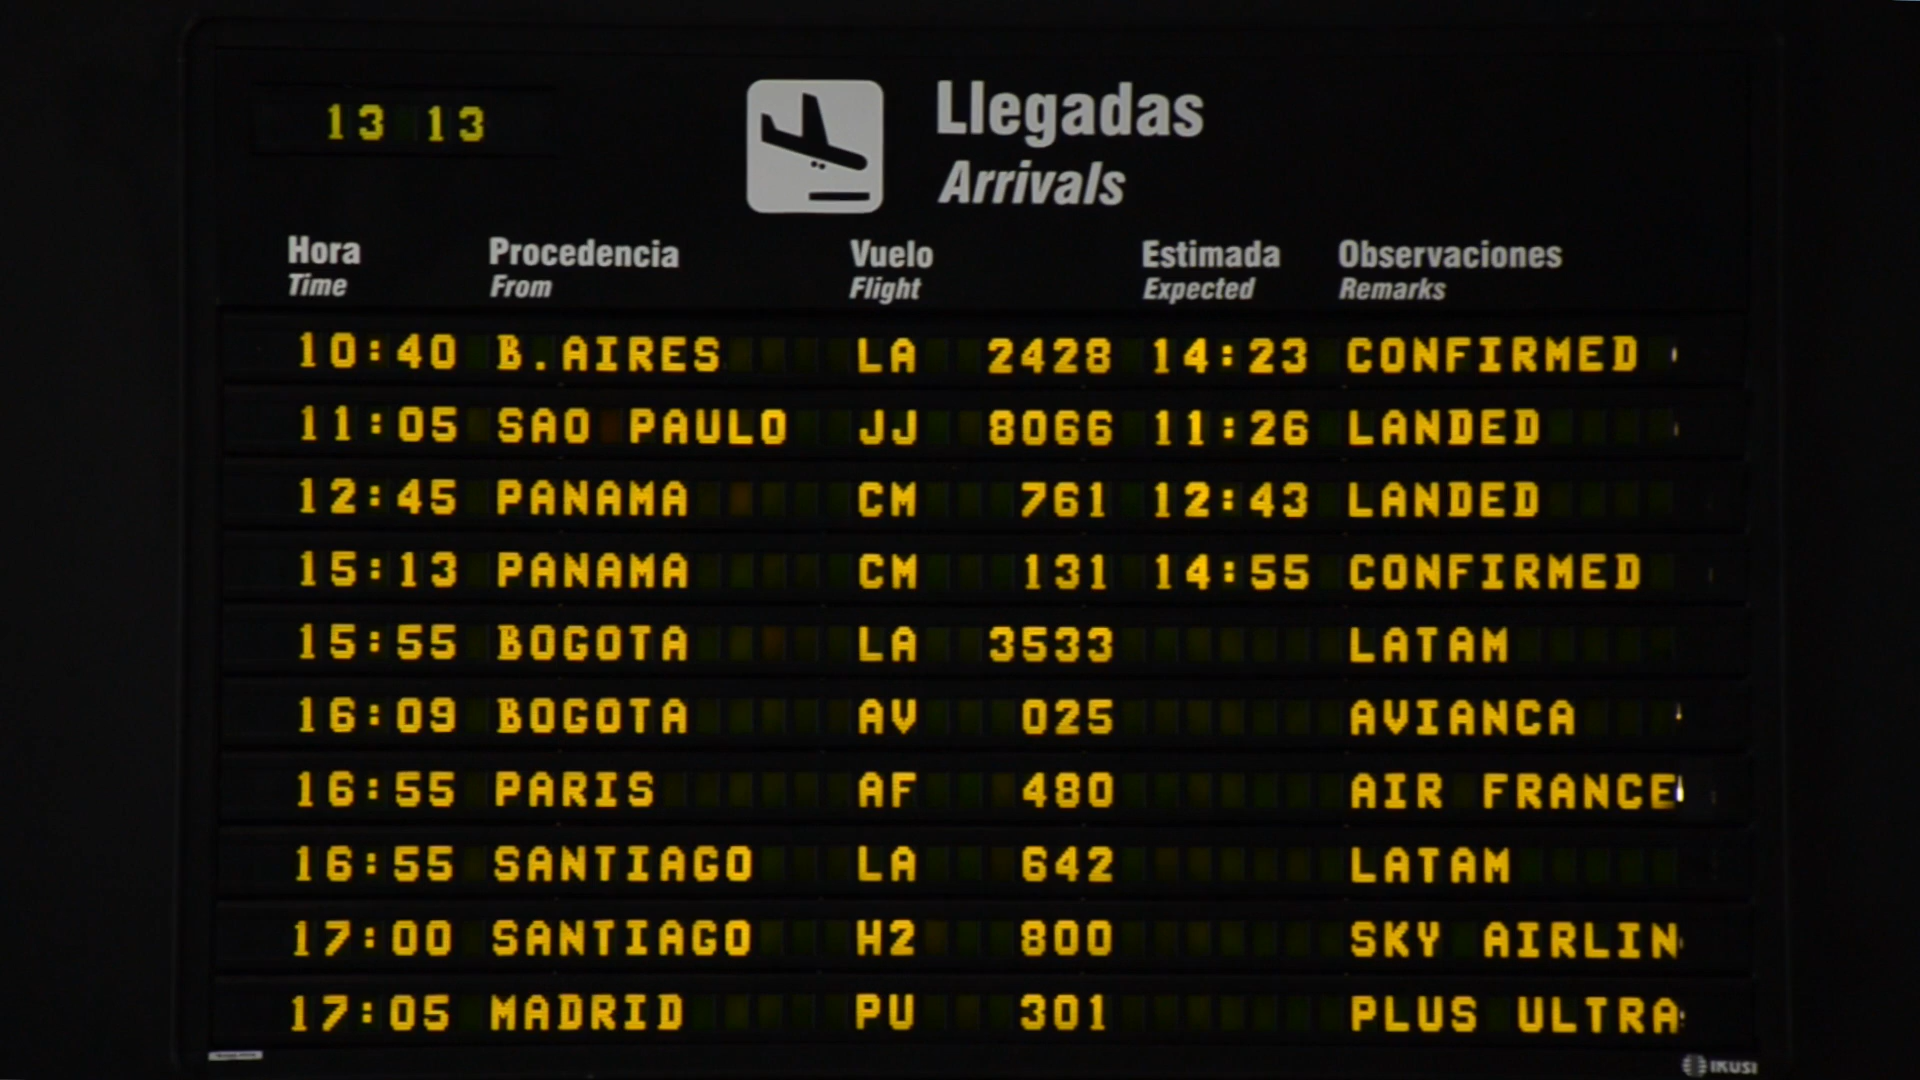 13 13
Llegadas
Arrivals
Hora Procedencia Vuelo Estimada Observaciones
Time From Flight Expected Remarks
10:40 B.AIRES LA 2428 14:23 CONFIRMED
11:05 SAO PAULO JJ 8066 11:26 LANDED
12:45 PANAMA CM 761 12:43 LANDED
15:13 PANAMA CM 131 14:55 CONFIRMED
15:55 BOGOTA LA 3533 LATAM
16:09 BOGOTA AV 025 AVIANCA
16:55 PARIS AF 480 AIR FRANCE
16:55 SANTIAGO LA 642 LATAM
17:00 SANTIAGO H2 800 SKY AIRLIN
17:05 MADRID PU 301 PLUS ULTRA
IKUSI